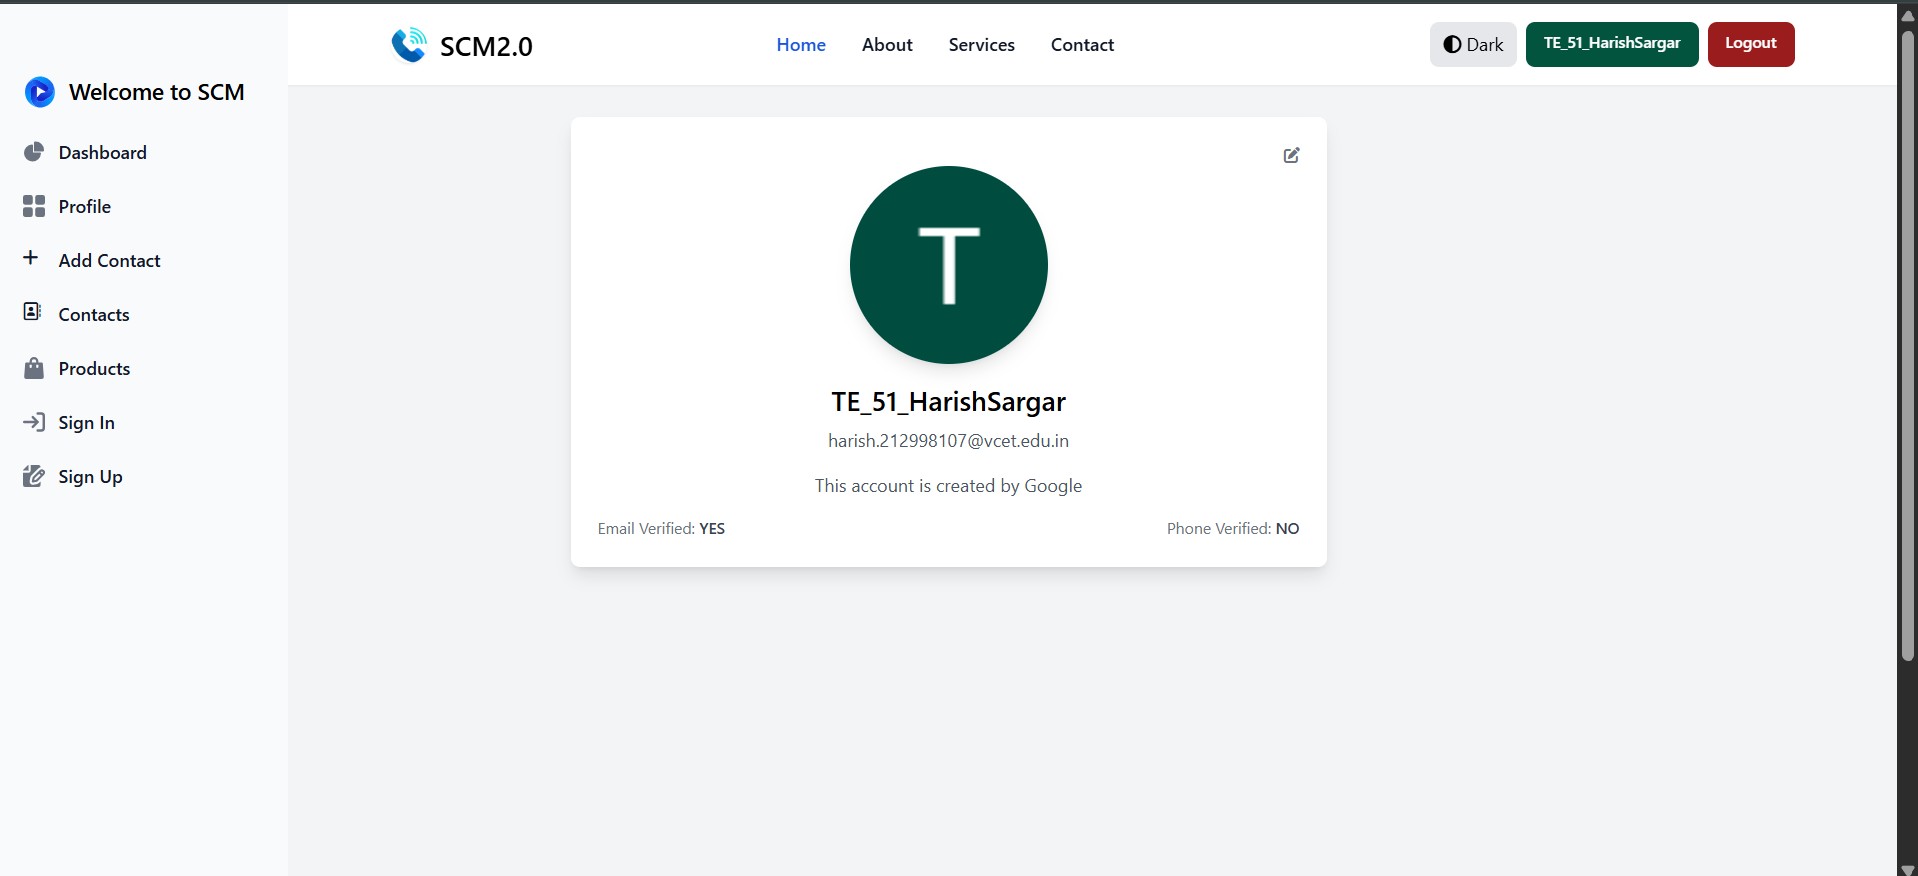 SCM2.0
Home
About
Services
Contact
Dark
TE_51_HarishSargar
Logout
Welcome to SCM
Dashboard
Profile
Add Contact
Contacts
Products
Sign In
Sign Up
T
TE_51_HarishSargar
harish.212998107@vcet.edu.in
This account is created by Google
Email Verified: YES
Phone Verified: NO